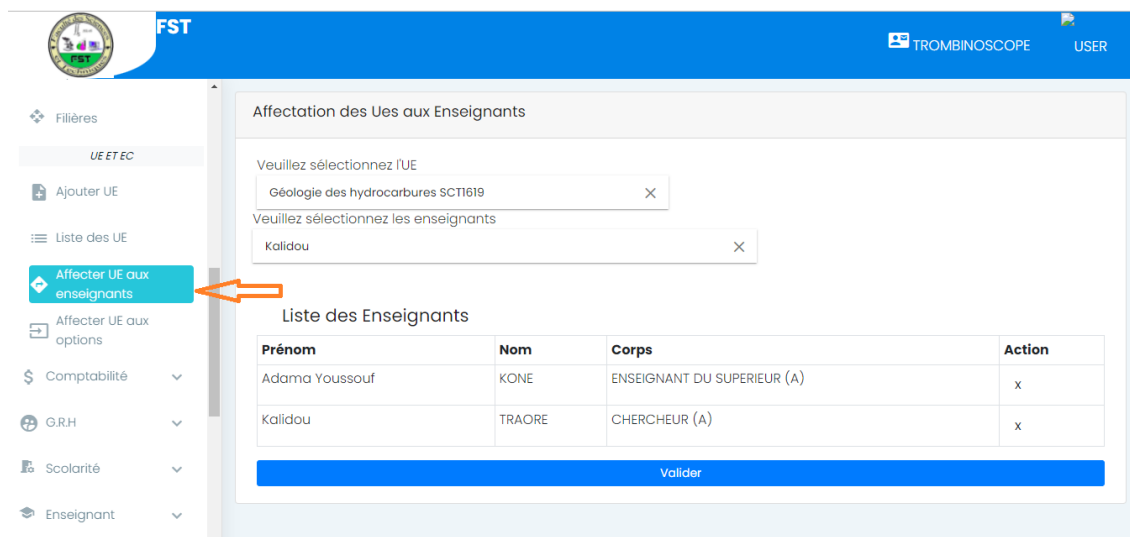 FST
TROMBINOSCOPE
USER
FST
Filières
UE ET EC
Ajouter UE
Liste des UE
Affecter UE aux
enseignants
Affecter UE aux
options
Comptabilité
G.R.H
Scolarité
Enseignant
Affectation des Ues aux Enseignants
Veuillez sélectionnez l'UE
Géologie des hydrocarbures SCT1619
Veuillez sélectionnez les enseignants
Kalidou
Liste des Enseignants
Prénom Nom Corps Action
Adama Youssouf KONE ENSEIGNANT DU SUPERIEUR (A) x
Kalidou TRAORE CHERCHEUR (A) x
Valider